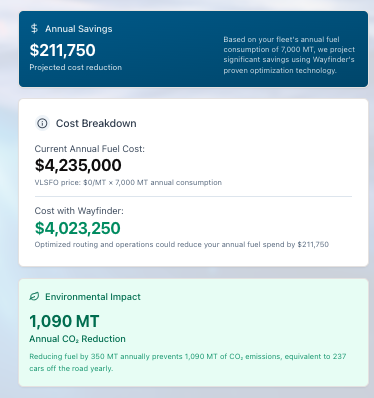 Annual Savings
$211,750
Projected cost reduction
Based on your fleet's annual fuel
consumption of 7,000 MT, we project
significant savings using Wayfinder's
proven optimization technology.
Cost Breakdown
Current Annual Fuel Cost:
$4,235,000
VLSFO price: $0/MT × 7,000 MT annual consumption
Cost with Wayfinder:
$4,023,250
Optimized routing and operations could reduce your annual fuel spend by $211,750
Environmental Impact
1,090 MT
Annual CO₂ Reduction
Reducing fuel by 350 MT annually prevents 1,090 MT of CO₂ emissions, equivalent to 237
cars off the road yearly.